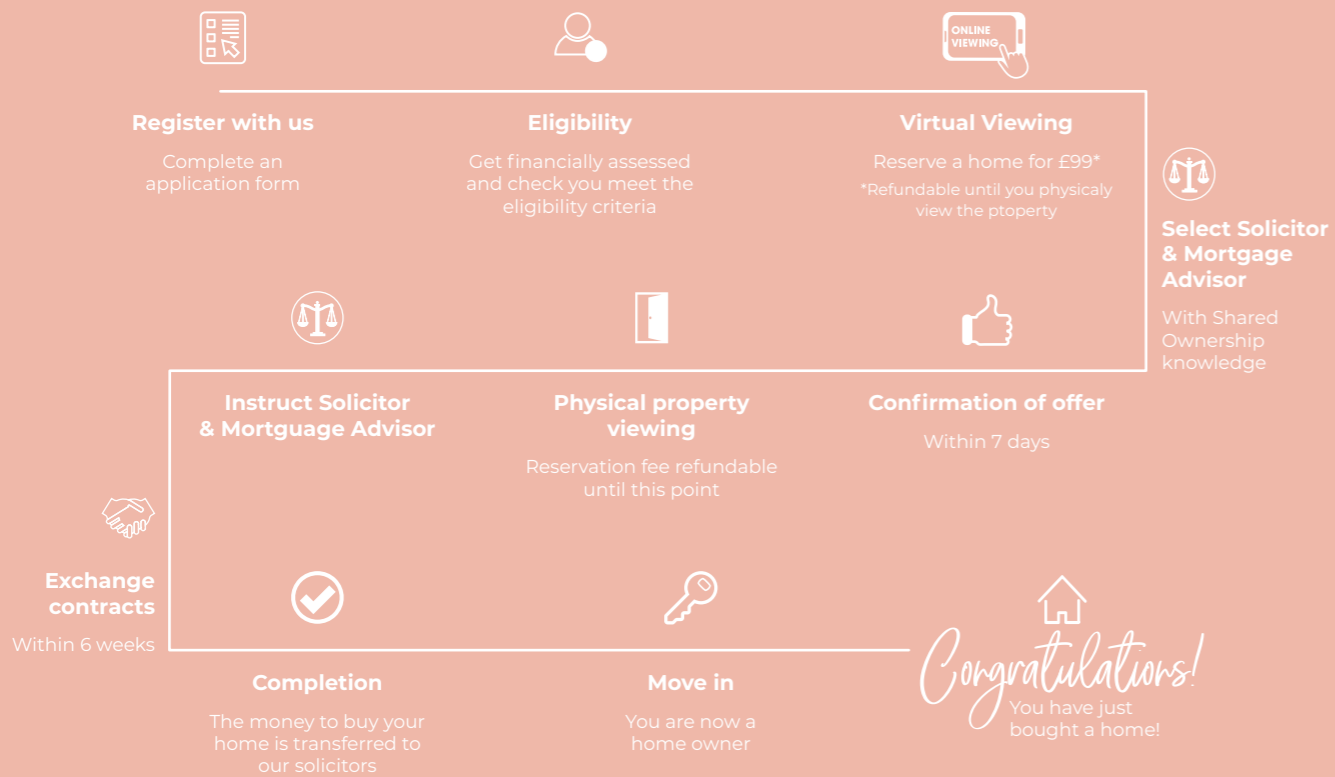 ONLINE
VIEWING
Register with us
Complete an
application form
Eligibility
Get financially assessed
and check you meet the
eligibility criteria
Virtual Viewing
Reserve a home for £99*
*Refundable until you physicaly
view the ptoperty
Select Solicitor
& Mortgage
Advisor
With Shared
Ownership
knowledge
Confirmation of offer
Within 7 days
Physical property
viewing
Reservation fee refundable
until this point
Instruct Solicitor
& Mortguage Advisor
Exchange
contracts
Within 6 weeks
Completion
The money to buy your
home is transferred to
our solicitors
Move in
You are now a
home owner
Congratulations!
You have just
bought a home!